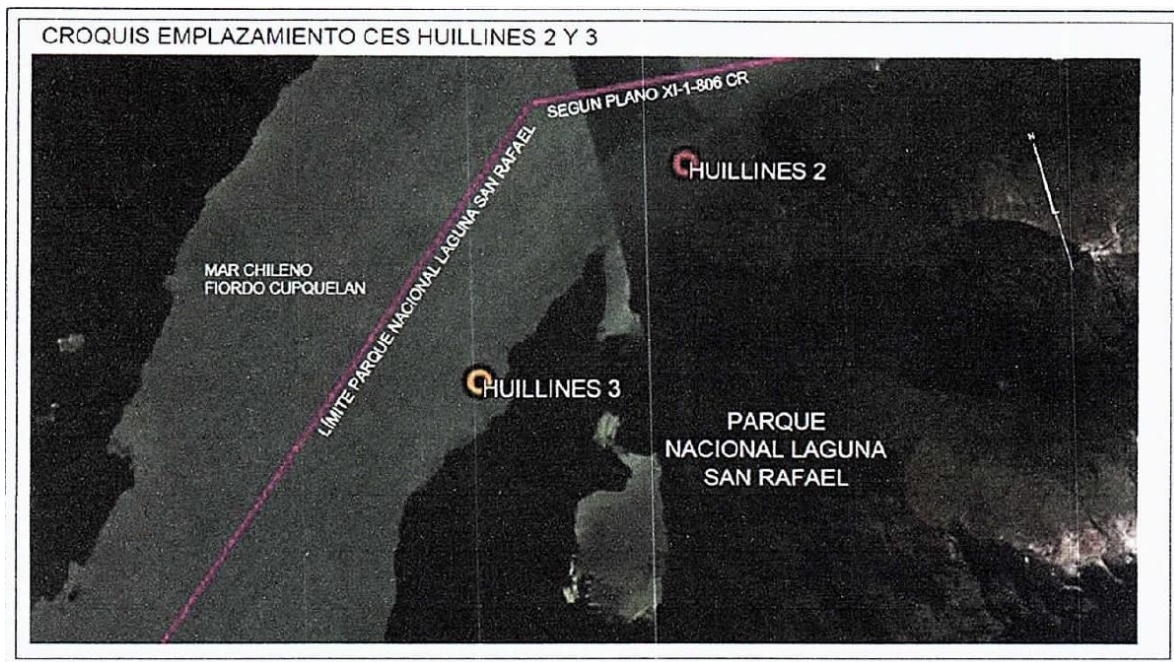 CROQUIS EMPLAZAMIENTO CES HUILLINES 2 Y 3
SEGUN PLANO XI-1-806 CR
HUILLINES 2
N
LÍMITE PARQUE NACIONAL LAGUNA SAN RAFAEL
MAR CHILENO
FIORDO CUPQUELAN
HUILLINES 3
PARQUE
NACIONAL LAGUNA
SAN RAFAEL